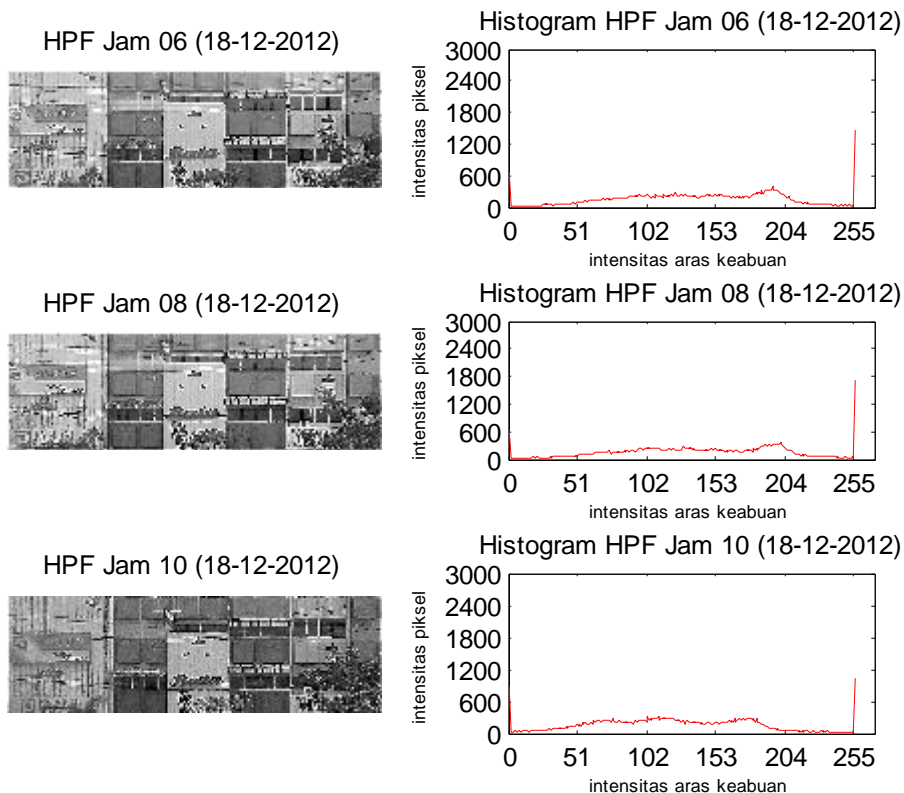 HPF Jam 06 (18-12-2012)
Histogram HPF Jam 06 (18-12-2012)
intensitas piksel
3000
2400
1800
1200
600
0
0 51 102 153 204 255
intensitas aras keabuan
HPF Jam 08 (18-12-2012)
Histogram HPF Jam 08 (18-12-2012)
intensitas piksel
3000
2400
1800
1200
600
0
0 51 102 153 204 255
intensitas aras keabuan
HPF Jam 10 (18-12-2012)
Histogram HPF Jam 10 (18-12-2012)
intensitas piksel
3000
2400
1800
1200
600
0
0 51 102 153 204 255
intensitas aras keabuan